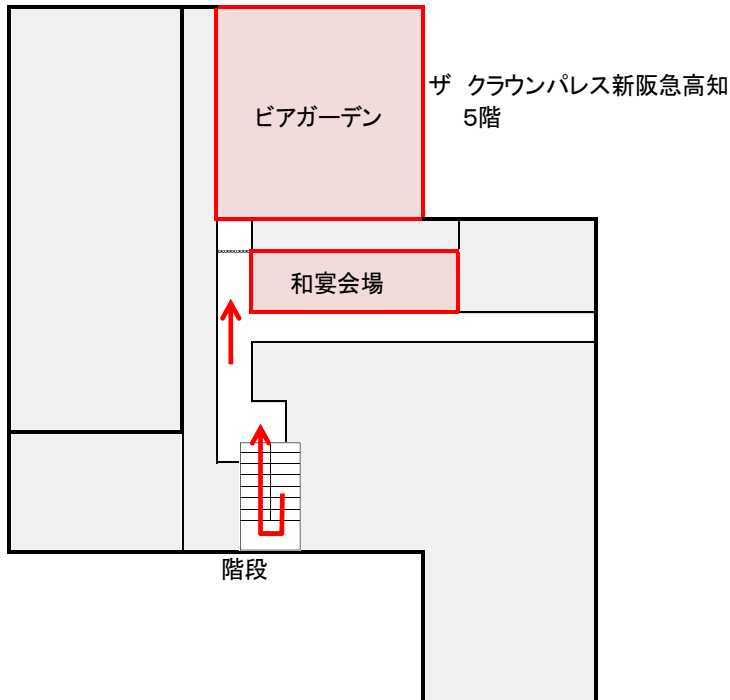 ビアガーデン
ザ クラウンパレス新阪急高知
5階
和宴会場
階段